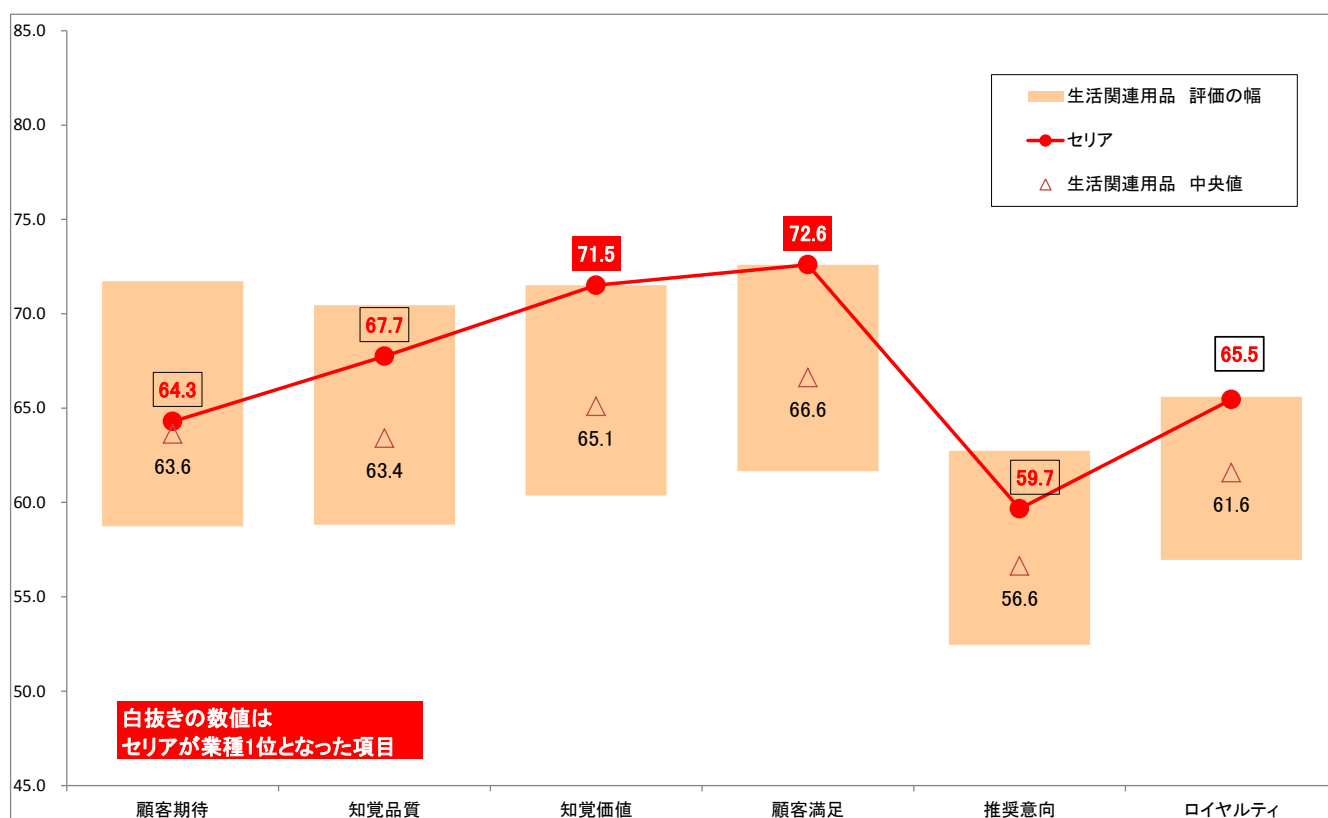 85.0
80.0
75.0
70.0
65.0
60.0
55.0
50.0
45.0
生活関連用品　評価の幅
セリア
生活関連用品　中央値
64.3
63.6
67.7
63.4
71.5
65.1
72.6
66.6
59.7
56.6
65.5
61.6
白抜きの数値は
セリアが業種1位となった項目
顧客期待
知覚品質
知覚価値
顧客満足
推奨意向
ロイヤルティ